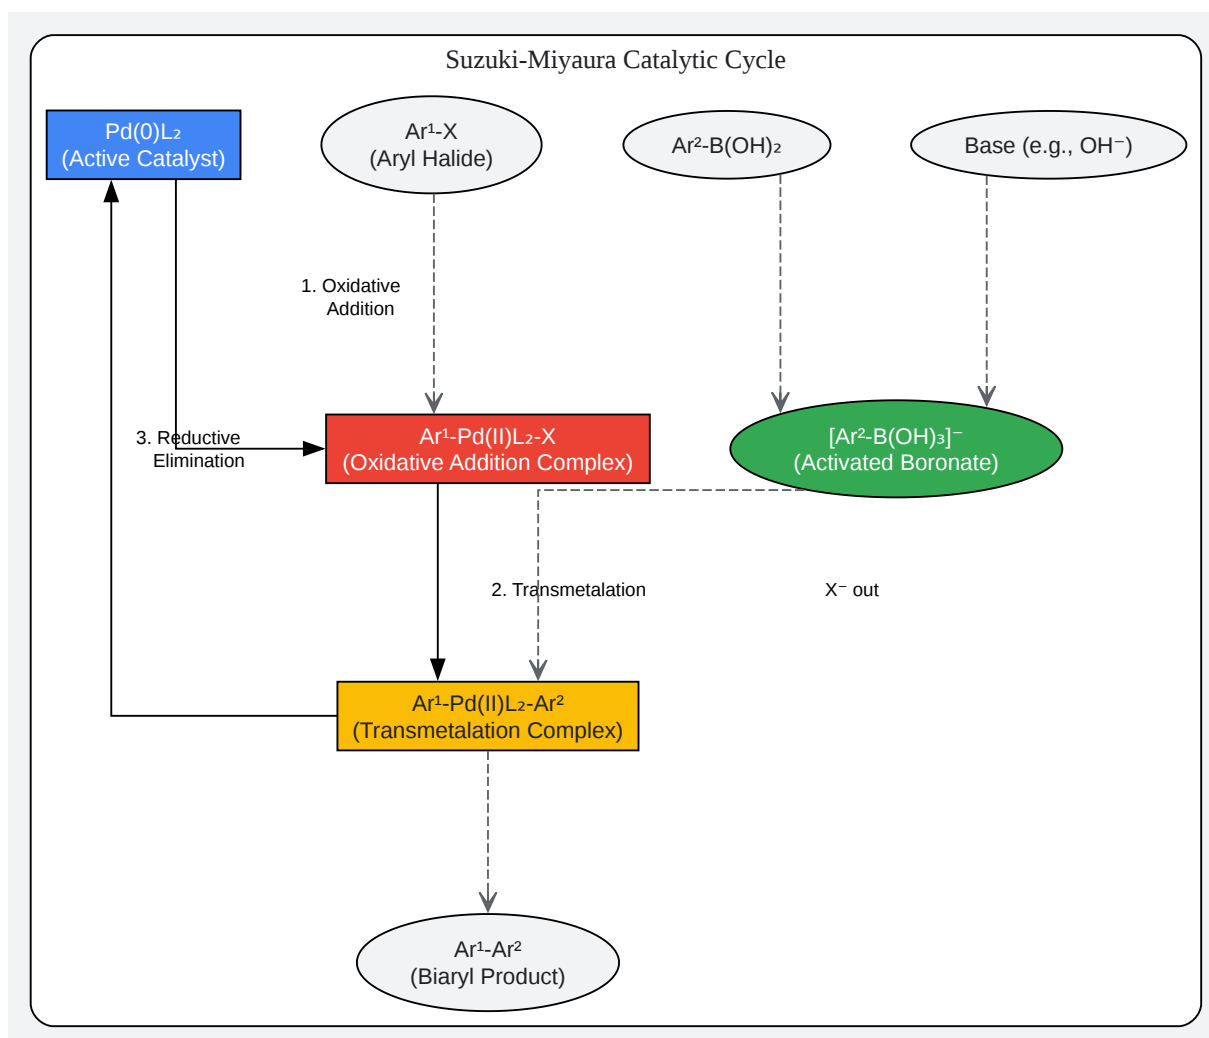 Suzuki-Miyaura Catalytic Cycle
Pd(0)L₂
(Active Catalyst)
Ar¹-X
(Aryl Halide)
Ar²-B(OH)₂
Base (e.g., OH⁻)
1. Oxidative
Addition
3. Reductive
Elimination
Ar¹-Pd(II)L₂-X
(Oxidative Addition Complex)
[Ar²-B(OH)₃]⁻
(Activated Boronate)
2. Transmetalation
X⁻ out
Ar¹-Pd(II)L₂-Ar²
(Transmetalation Complex)
Ar¹-Ar²
(Biaryl Product)